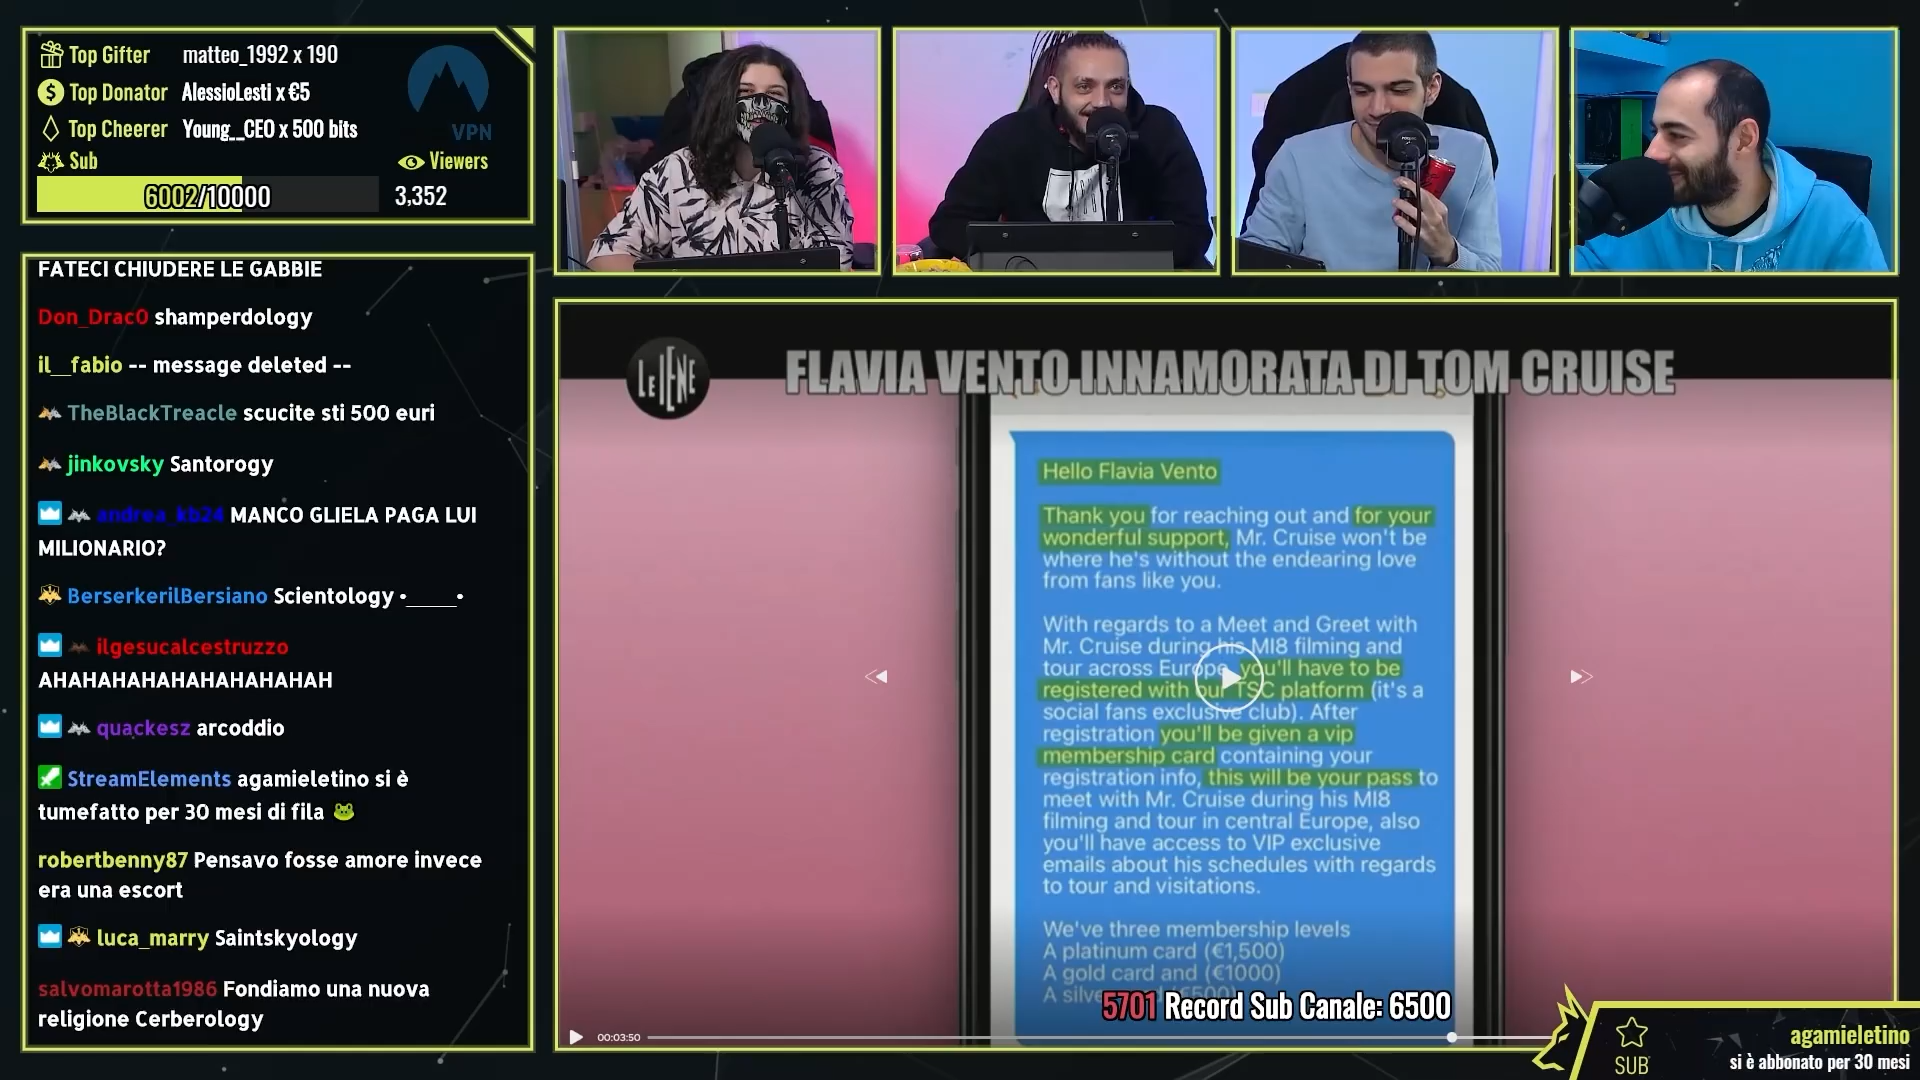 Top Gifter matteo_1992 x 190
Top Donator AlessioLesti x €5
Top Cheerer Young__CEO x 500 bits
VPN
Sub
Viewers
6002/10000
3,352
FATECI CHIUDERE LE GABBIE
Don_Drac0 shamperdology
il__fabio -- message deleted --
TheBlackTreacle scucite sti 500 euri
jinkovsky Santorogy
andrea_kb24 MANCO GLIELA PAGA LUI
MILIONARIO?
BerserkerilBersiano Scientology •_____•
ilgesucalcestruzzo
AHAHAHAHAHAHAHAHAHAH
quackesz arcoddio
StreamElements agamieletino si è
tumefatto per 30 mesi di fila 🐸
robertbenny87 Pensavo fosse amore invece
era una escort
luca_marry Saintskyology
salvomarotta1986 Fondiamo una nuova
religione Cerberology
LE IENE
FLAVIA VENTO INNAMORATA DI TOM CRUISE
Hello Flavia Vento
Thank you for reaching out and for your
wonderful support, Mr. Cruise won't be
where he's without the endearing love
from fans like you.
With regards to a Meet and Greet with
Mr. Cruise during his MI8 filming and
tour across Europe, you'll have to be
registered with our TSC platform (it's a
social fans exclusive club). After
registration you'll be given a vip
membership card containing your
registration info, this will be your pass to
meet with Mr. Cruise during his MI8
filming and tour in central Europe, also
you'll have access to VIP exclusive
emails about his schedules with regards
to tour and visitations.
We've three membership levels
A platinum card (€1,500)
A gold card and (€1000)
A silve
5701 Record Sub Canale: 6500
00:03:50
SUB
agamieletino
si è abbonato per 30 mesi